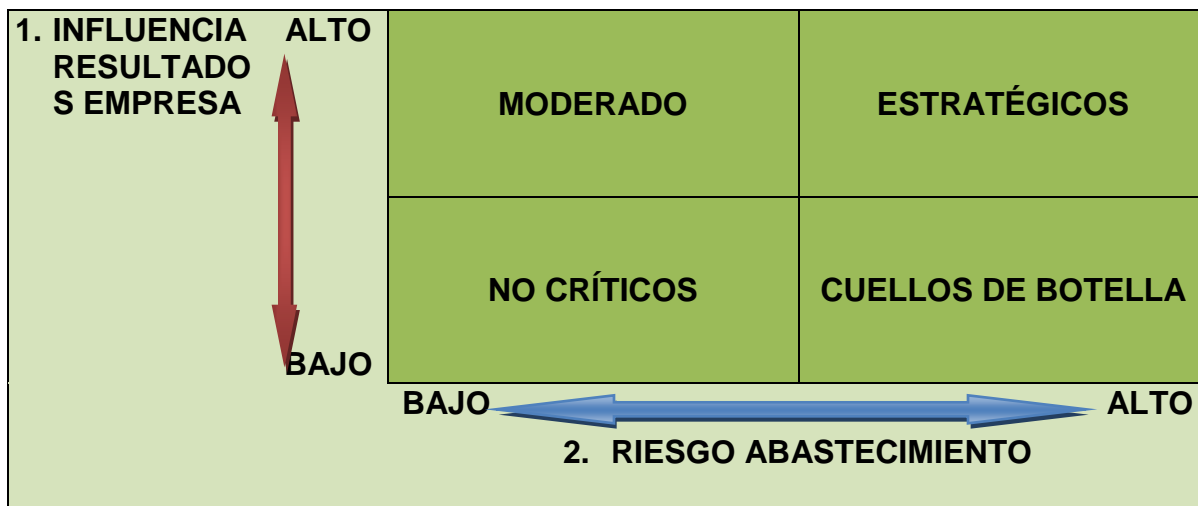 1. INFLUENCIA ALTO
RESULTADO
S EMPRESA
MODERADO ESTRATÉGICOS
NO CRÍTICOS CUELLOS DE BOTELLA
BAJO
BAJO ALTO
2. RIESGO ABASTECIMIENTO